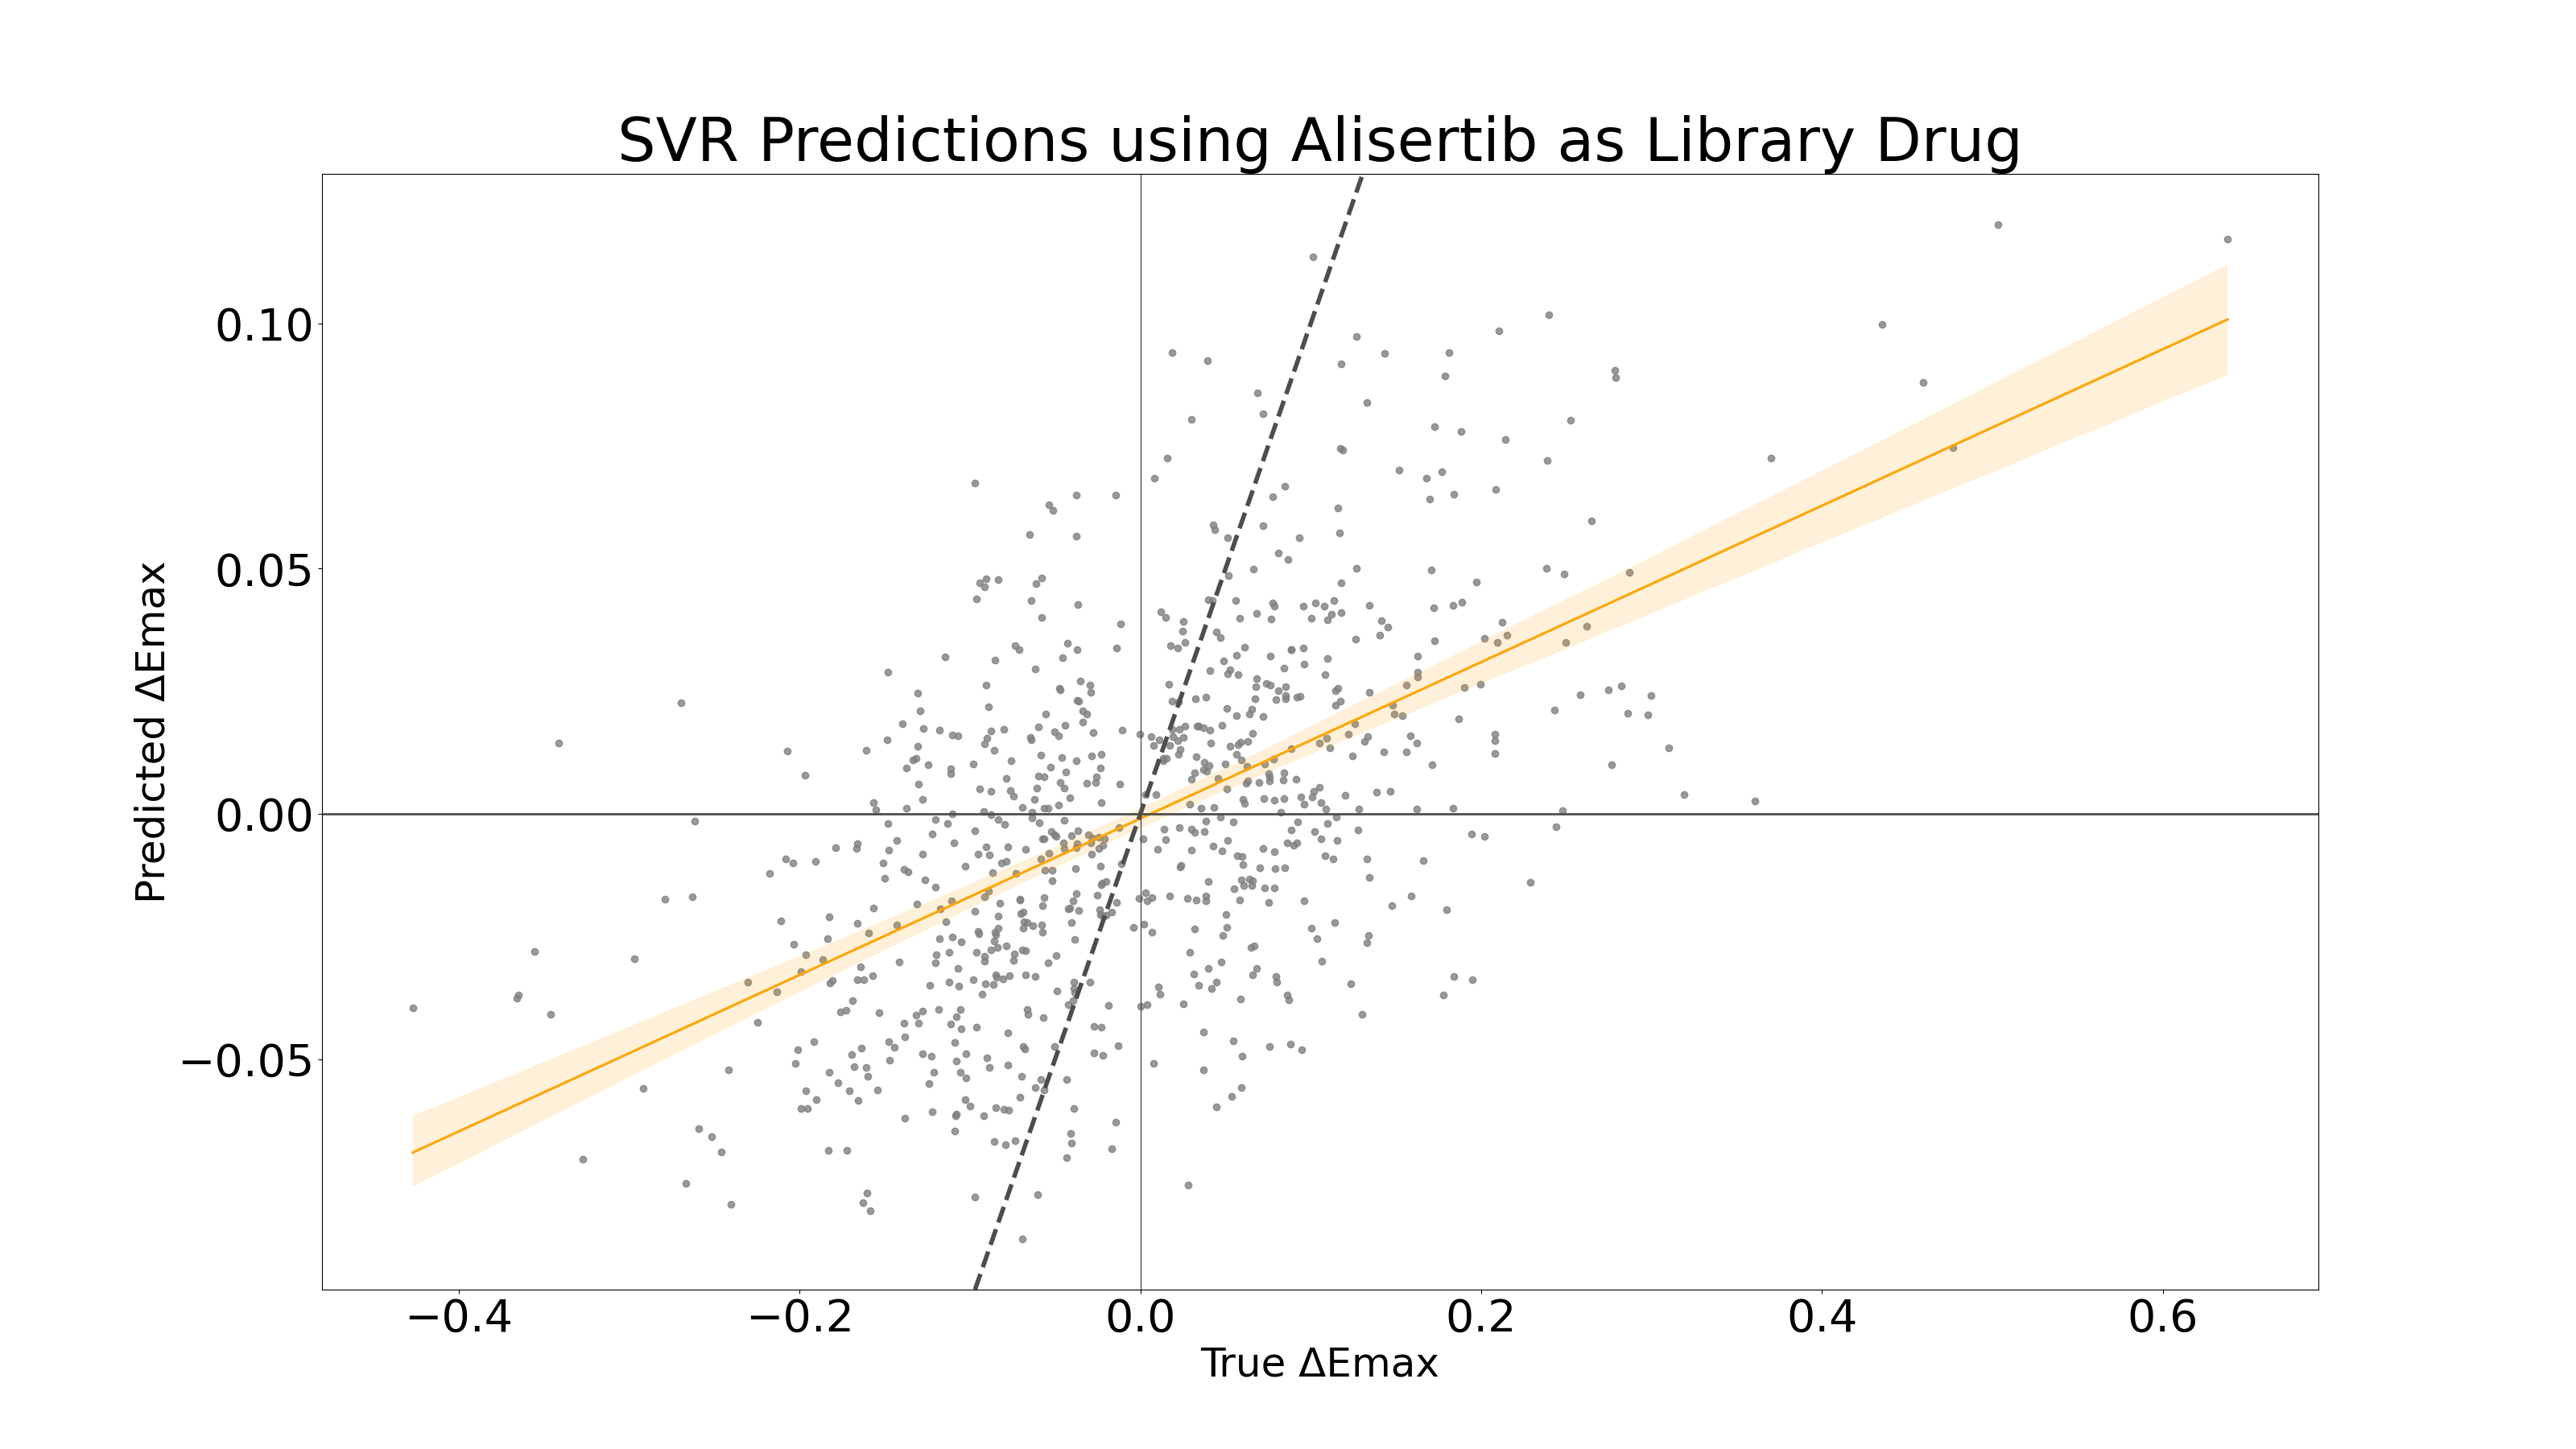 SVR Predictions using Alisertib as Library Drug
0.10
0.05
0.00
−0.05
Predicted ΔEmax
−0.4 −0.2 0.0 0.2 0.4 0.6
True ΔEmax